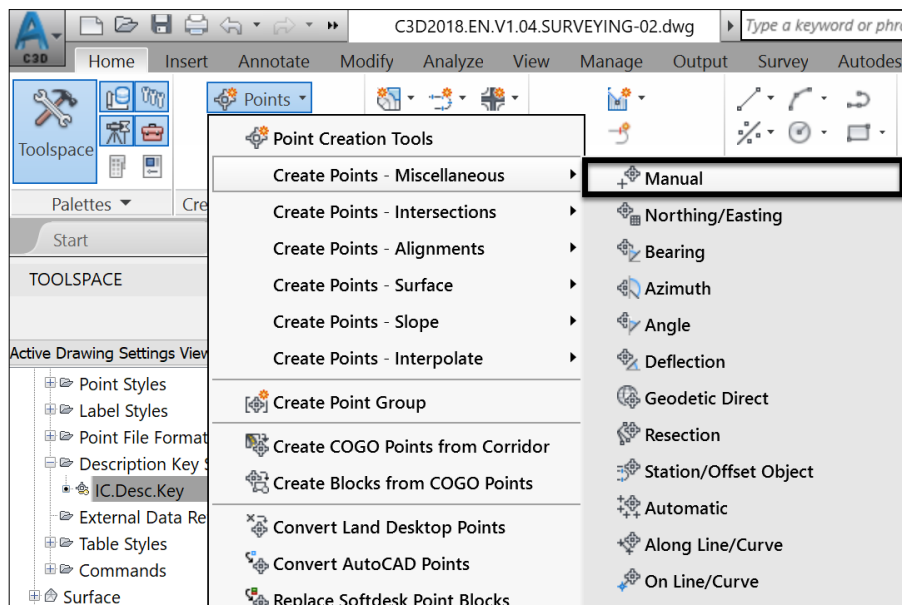 C3D2018.EN.V1.04.SURVEYING-02.dwg
Type a keyword or phr
C3D
Home Insert Annotate Modify Analyze View Manage Output Survey Autodes
Toolspace
Points
Palettes
Cre
Start
TOOLSPACE
Active Drawing Settings View
Point Styles
Label Styles
Point File Format
Description Key S
IC.Desc.Key
External Data Re
Table Styles
Commands
Surface
Point Creation Tools
Create Points - Miscellaneous
Create Points - Intersections
Create Points - Alignments
Create Points - Surface
Create Points - Slope
Create Points - Interpolate
Create Point Group
Create COGO Points from Corridor
Create Blocks from COGO Points
Convert Land Desktop Points
Convert AutoCAD Points
Replace Softdesk Point Blocks
Manual
Northing/Easting
Bearing
Azimuth
Angle
Deflection
Geodetic Direct
Resection
Station/Offset Object
Automatic
Along Line/Curve
On Line/Curve